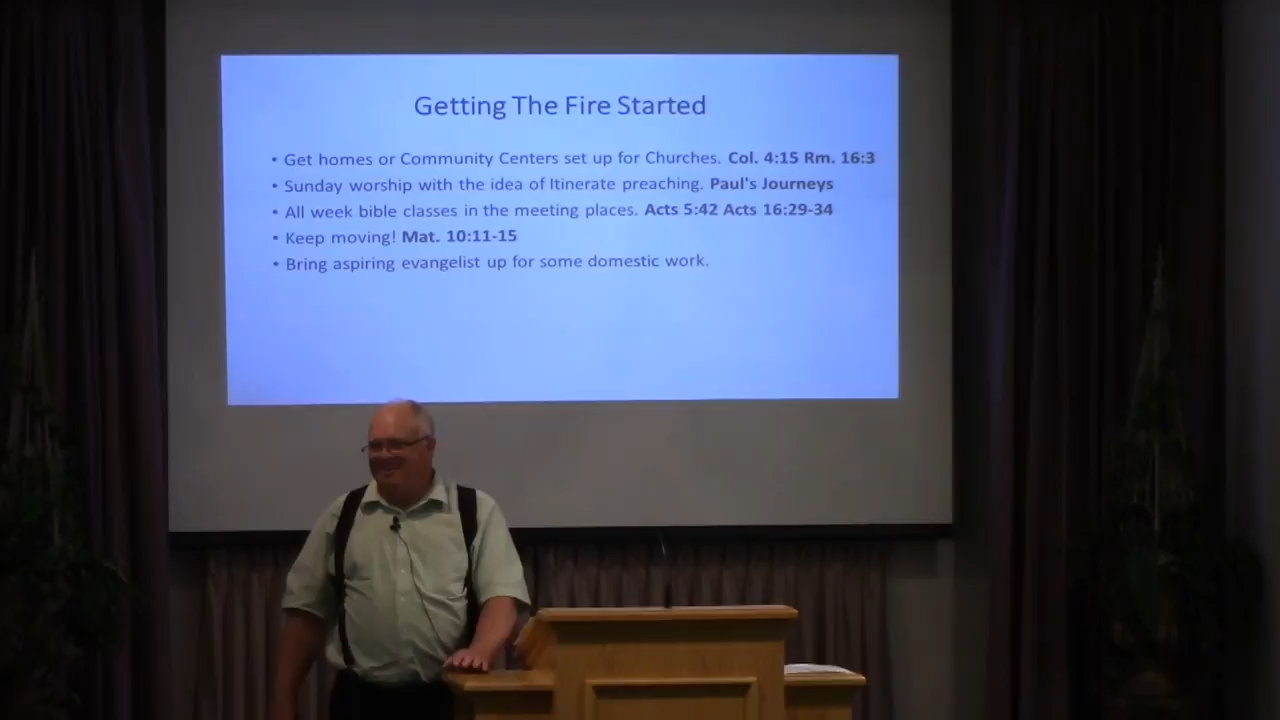 Getting The Fire Started
• Get homes or Community Centers set up for Churches. Col. 4:15 Rm. 16:3
• Sunday worship with the idea of Itinerate preaching. Paul's Journeys
• All week bible classes in the meeting places. Acts 5:42 Acts 16:29-34
• Keep moving! Mat. 10:11-15
• Bring aspiring evangelist up for some domestic work.